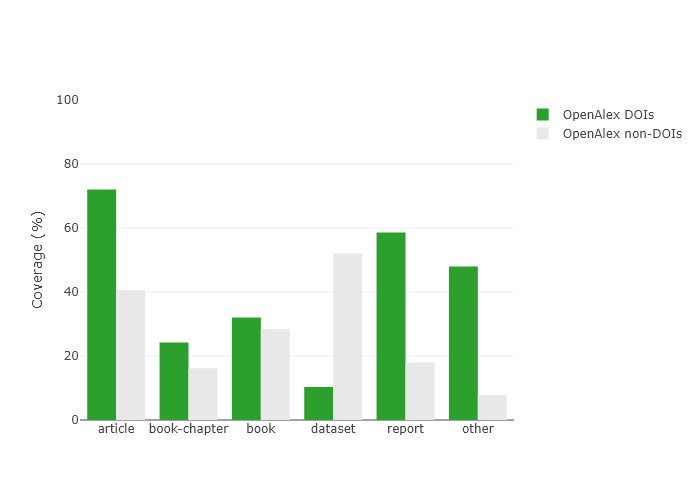 100
80
60
40
20
0
Coverage (%)
article
book-chapter
book
dataset
report
other
OpenAlex DOIs
OpenAlex non-DOIs